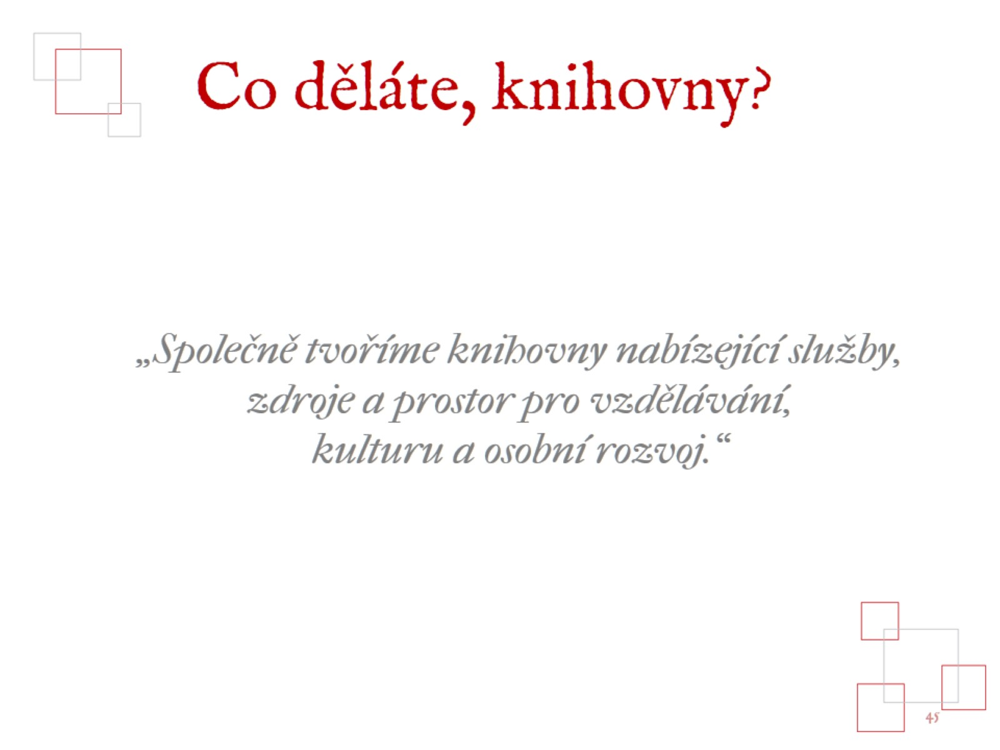 Co děláte, knihovny?
„Společně tvoříme knihovny nabízející služby,
zdroje a prostor pro vzdělávání,
kulturu a osobní rozvoj.“
45